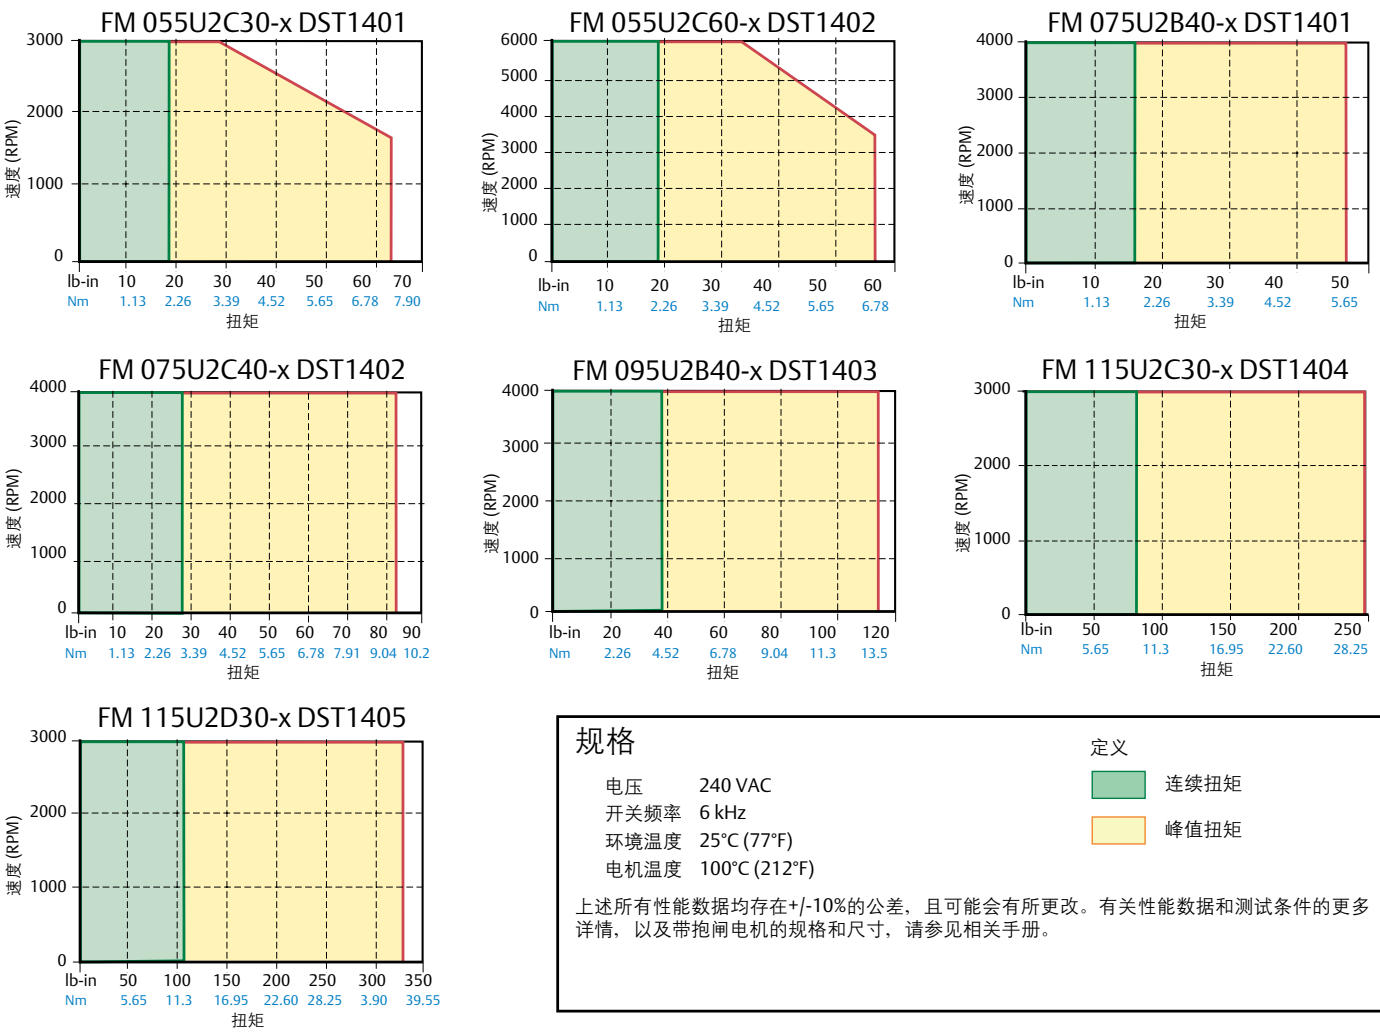 FM 055U2C30-x DST1401
3000
2000
1000
0
速度 (RPM)
lb-in 10 20 30 40 50 60 70
Nm 1.13 2.26 3.39 4.52 5.65 6.78 7.90
扭矩
FM 055U2C60-x DST1402
6000
5000
4000
3000
2000
1000
0
速度 (RPM)
lb-in 10 20 30 40 50 60
Nm 1.13 2.26 3.39 4.52 5.65 6.78
扭矩
FM 075U2B40-x DST1401
4000
3000
2000
1000
0
速度 (RPM)
lb-in 10 20 30 40 50
Nm 1.13 2.26 3.39 4.52 5.65
扭矩
FM 075U2C40-x DST1402
4000
3000
2000
1000
0
速度 (RPM)
lb-in 10 20 30 40 50 60 70 80 90
Nm 1.13 2.26 3.39 4.52 5.65 6.78 7.91 9.04 10.2
扭矩
FM 095U2B40-x DST1403
4000
3000
2000
1000
0
速度 (RPM)
lb-in 20 40 60 80 100 120
Nm 2.26 4.52 6.78 9.04 11.3 13.5
扭矩
FM 115U2C30-x DST1404
3000
2000
1000
0
速度 (RPM)
lb-in 50 100 150 200 250
Nm 5.65 11.3 16.95 22.60 28.25
扭矩
FM 115U2D30-x DST1405
3000
2000
1000
0
速度 (RPM)
lb-in 50 100 150 200 250 300 350
Nm 5.65 11.3 16.95 22.60 28.25 3.90 39.55
扭矩
规格
电压 240 VAC
开关频率 6 kHz
环境温度 25°C (77°F)
电机温度 100°C (212°F)
定义
连续扭矩
峰值扭矩
上述所有性能数据均存在+/-10%的公差，且可能会有所更改。有关性能数据和测试条件的更多
详情，以及带抱闸电机的规格和尺寸，请参见相关手册。